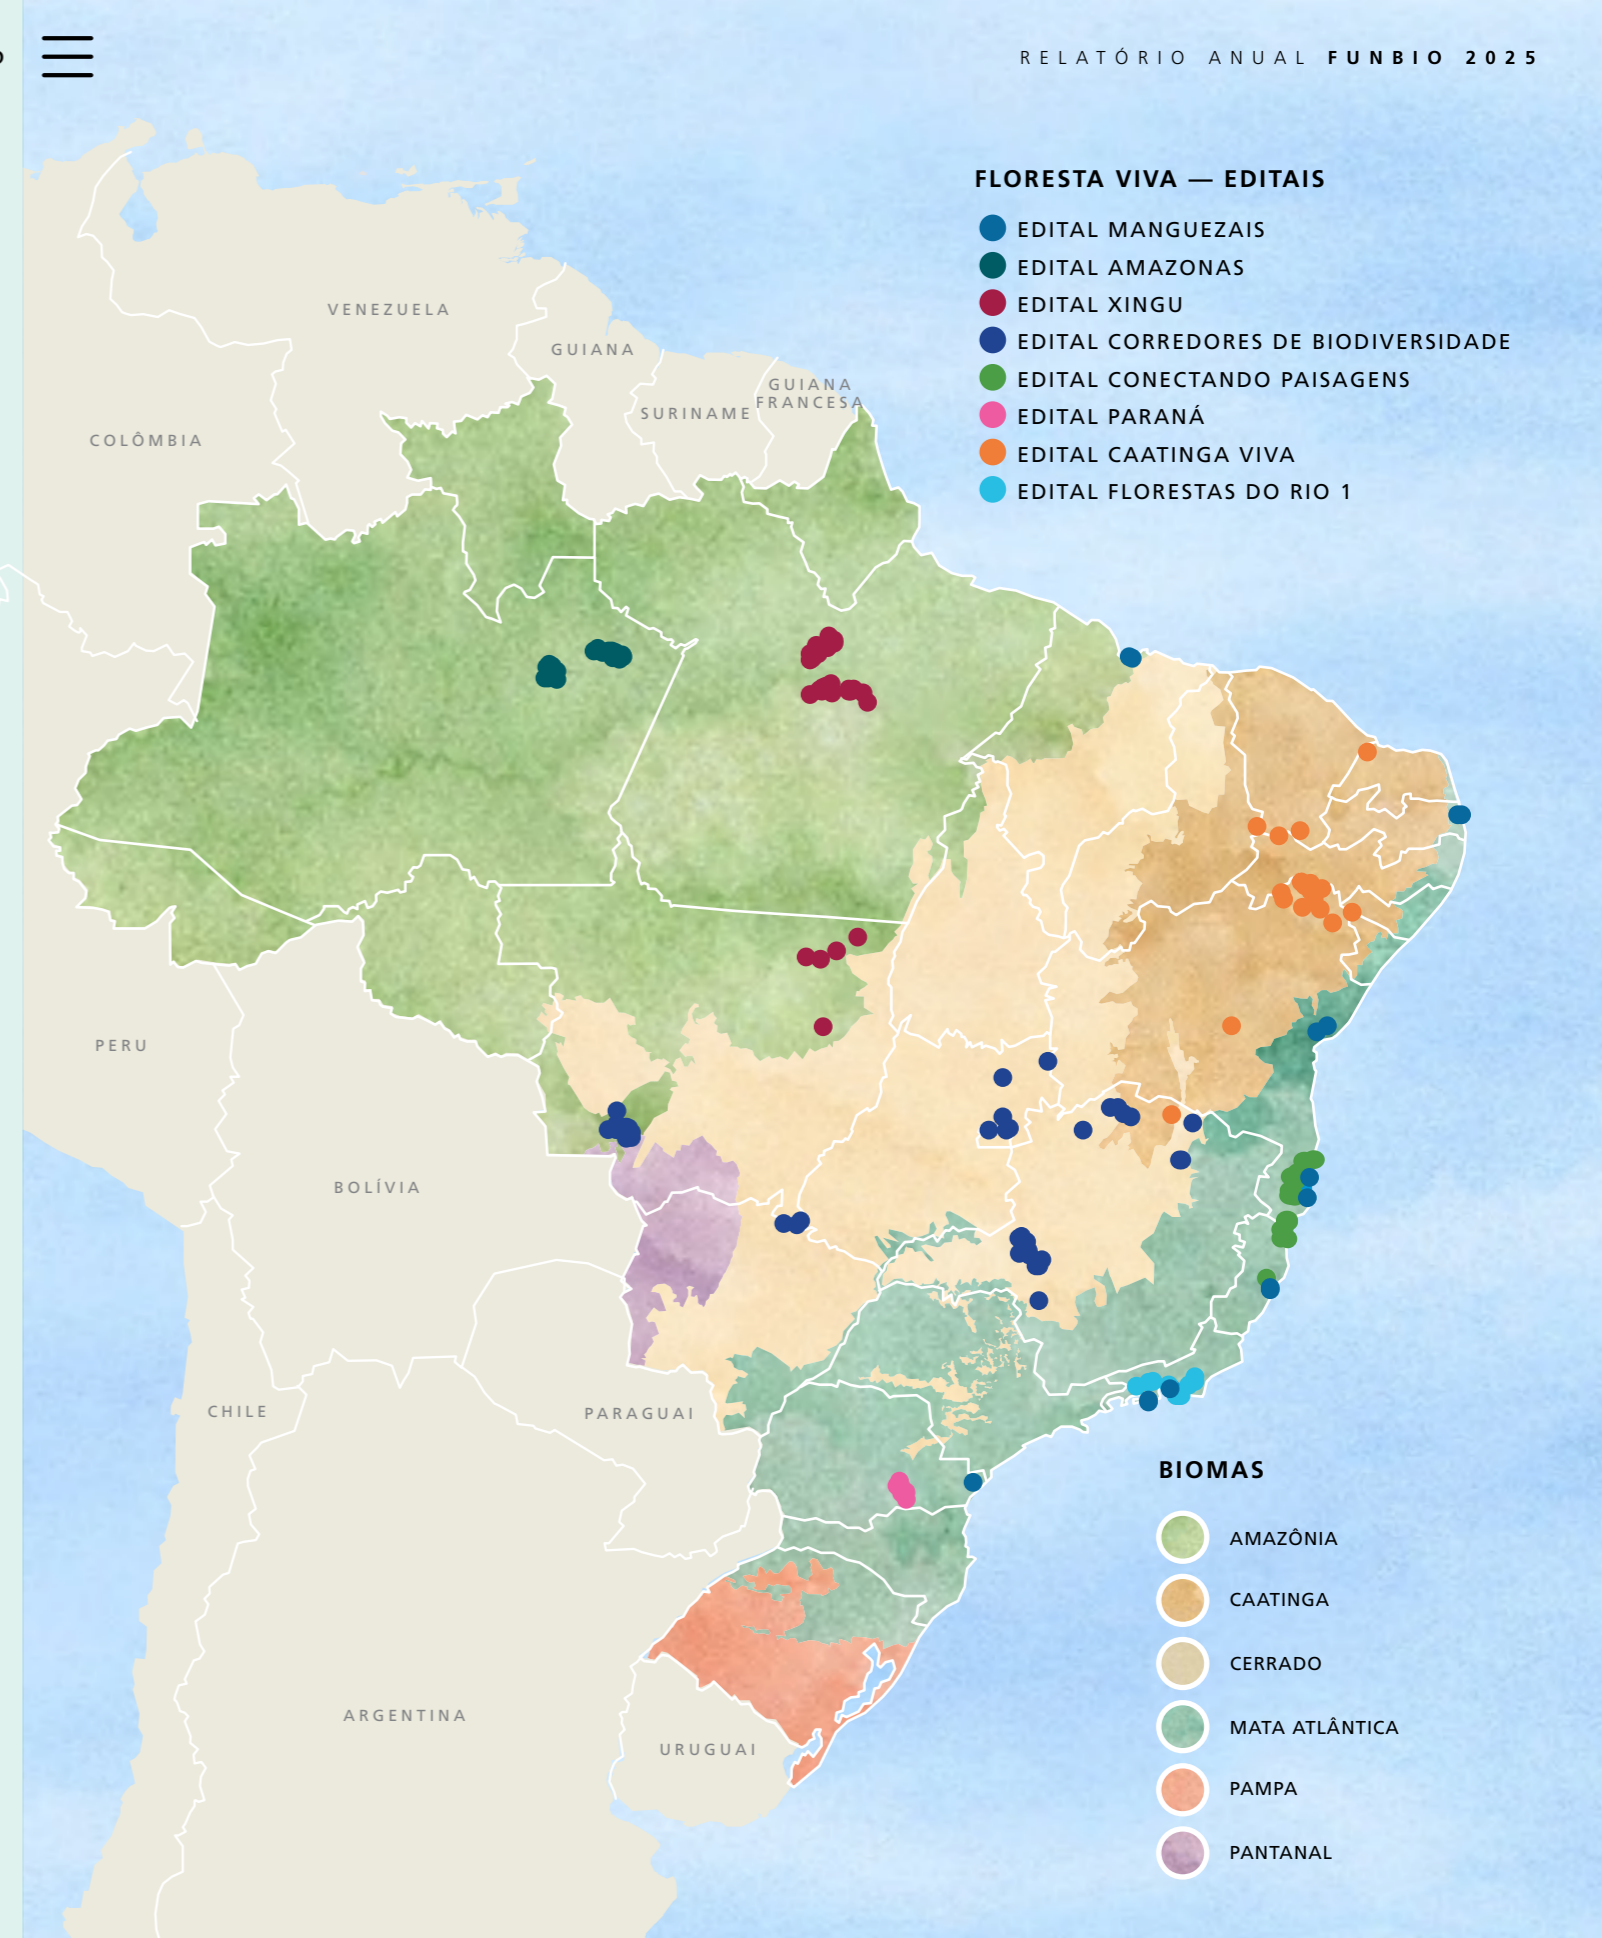 RELATÓRIO ANUAL FUNBIO 2025
FLORESTA VIVA — EDITAIS
EDITAL MANGUEZAIS
EDITAL AMAZONAS
EDITAL XINGU
EDITAL CORREDORES DE BIODIVERSIDADE
EDITAL CONECTANDO PAISAGENS
EDITAL PARANÁ
EDITAL CAATINGA VIVA
EDITAL FLORESTAS DO RIO 1
VENEZUELA
GUIANA
GUIANA
FRANCESA
SURINAME
COLÔMBIA
PERU
BOLÍVIA
CHILE
PARAGUAI
ARGENTINA
URUGUAI
BIOMAS
AMAZÔNIA
CAATINGA
CERRADO
MATA ATLÂNTICA
PAMPA
PANTANAL